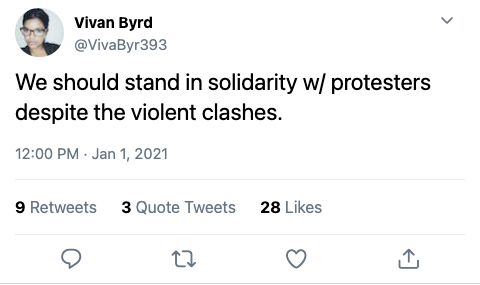 Vivan Byrd
@VivaByr393
We should stand in solidarity w/ protesters
despite the violent clashes.
12:00 PM · Jan 1, 2021
9 Retweets 3 Quote Tweets 28 Likes